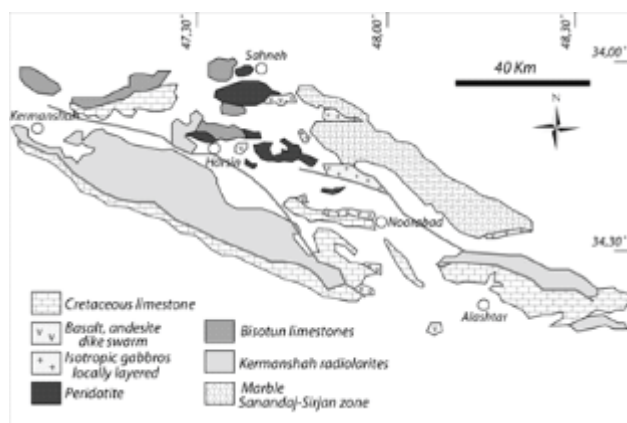 47,30'
48,00'
48,30'
34,00'
Sahneh
40 Km
Kermanshah
N
Harsin
Noorabad
34,30'
Alashtar
Cretaceous limestone
Basalt, andesite
dike swarm
Isotropic gabbros
locally layered
Peridotite
Bisotun limestones
Kermanshah radiolarites
Marble
Sanandaj-Sirjan zone